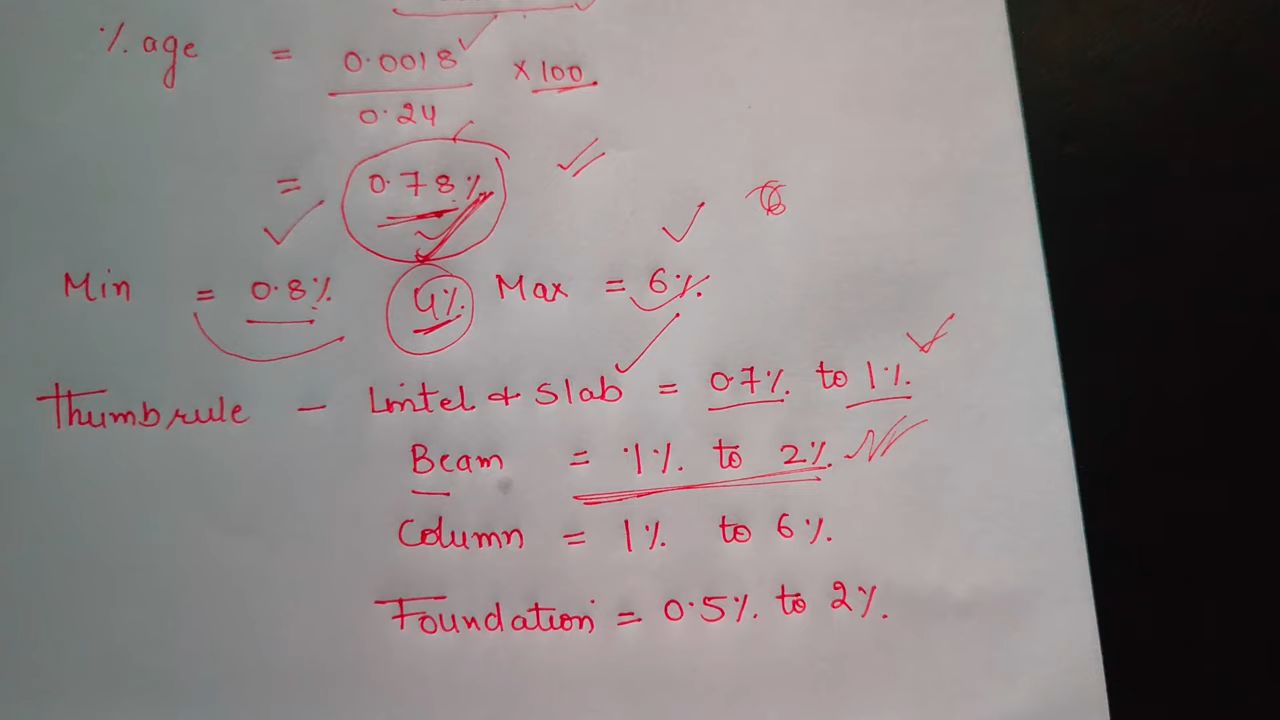 % age = 0.0018 / 0.24 × 100
= 0.78%
Min = 0.8% 4% Max = 6%
Thumbrule - Lintel & Slab = 0.7% to 1%
Beam = 1% to 2%
Column = 1% to 6%
Foundation = 0.5% to 2%